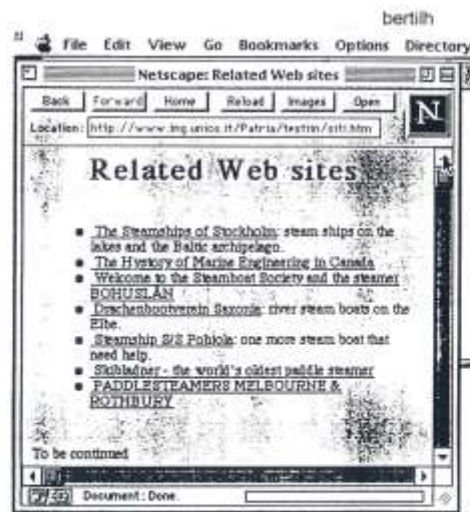 bertilh
File Edit View Go Bookmarks Options Directory
Netscape: Related Web sites
Back Forward Home Reload Images Open
N
Location: http://www.ing.unico.it/Patria/testin/siti.htm
Related Web sites
The Steamships of Stockholm: steam ships on the
lakes and the Baltic archipelago.
The Hystory of Marine Engineering in Canada
Welcome to the Steamboat Society and the steamer
BOHUSLÄN
Drachenbootverein Saxonia: river steam boats on the
Elbe.
Steamship S/S Pohjola: one more steam boat that
need help.
Skibladner - the world's oldest paddle steamer
PADDLESTEAMERS MELBOURNE &
ROTHBURY
To be continued
Document: Done.